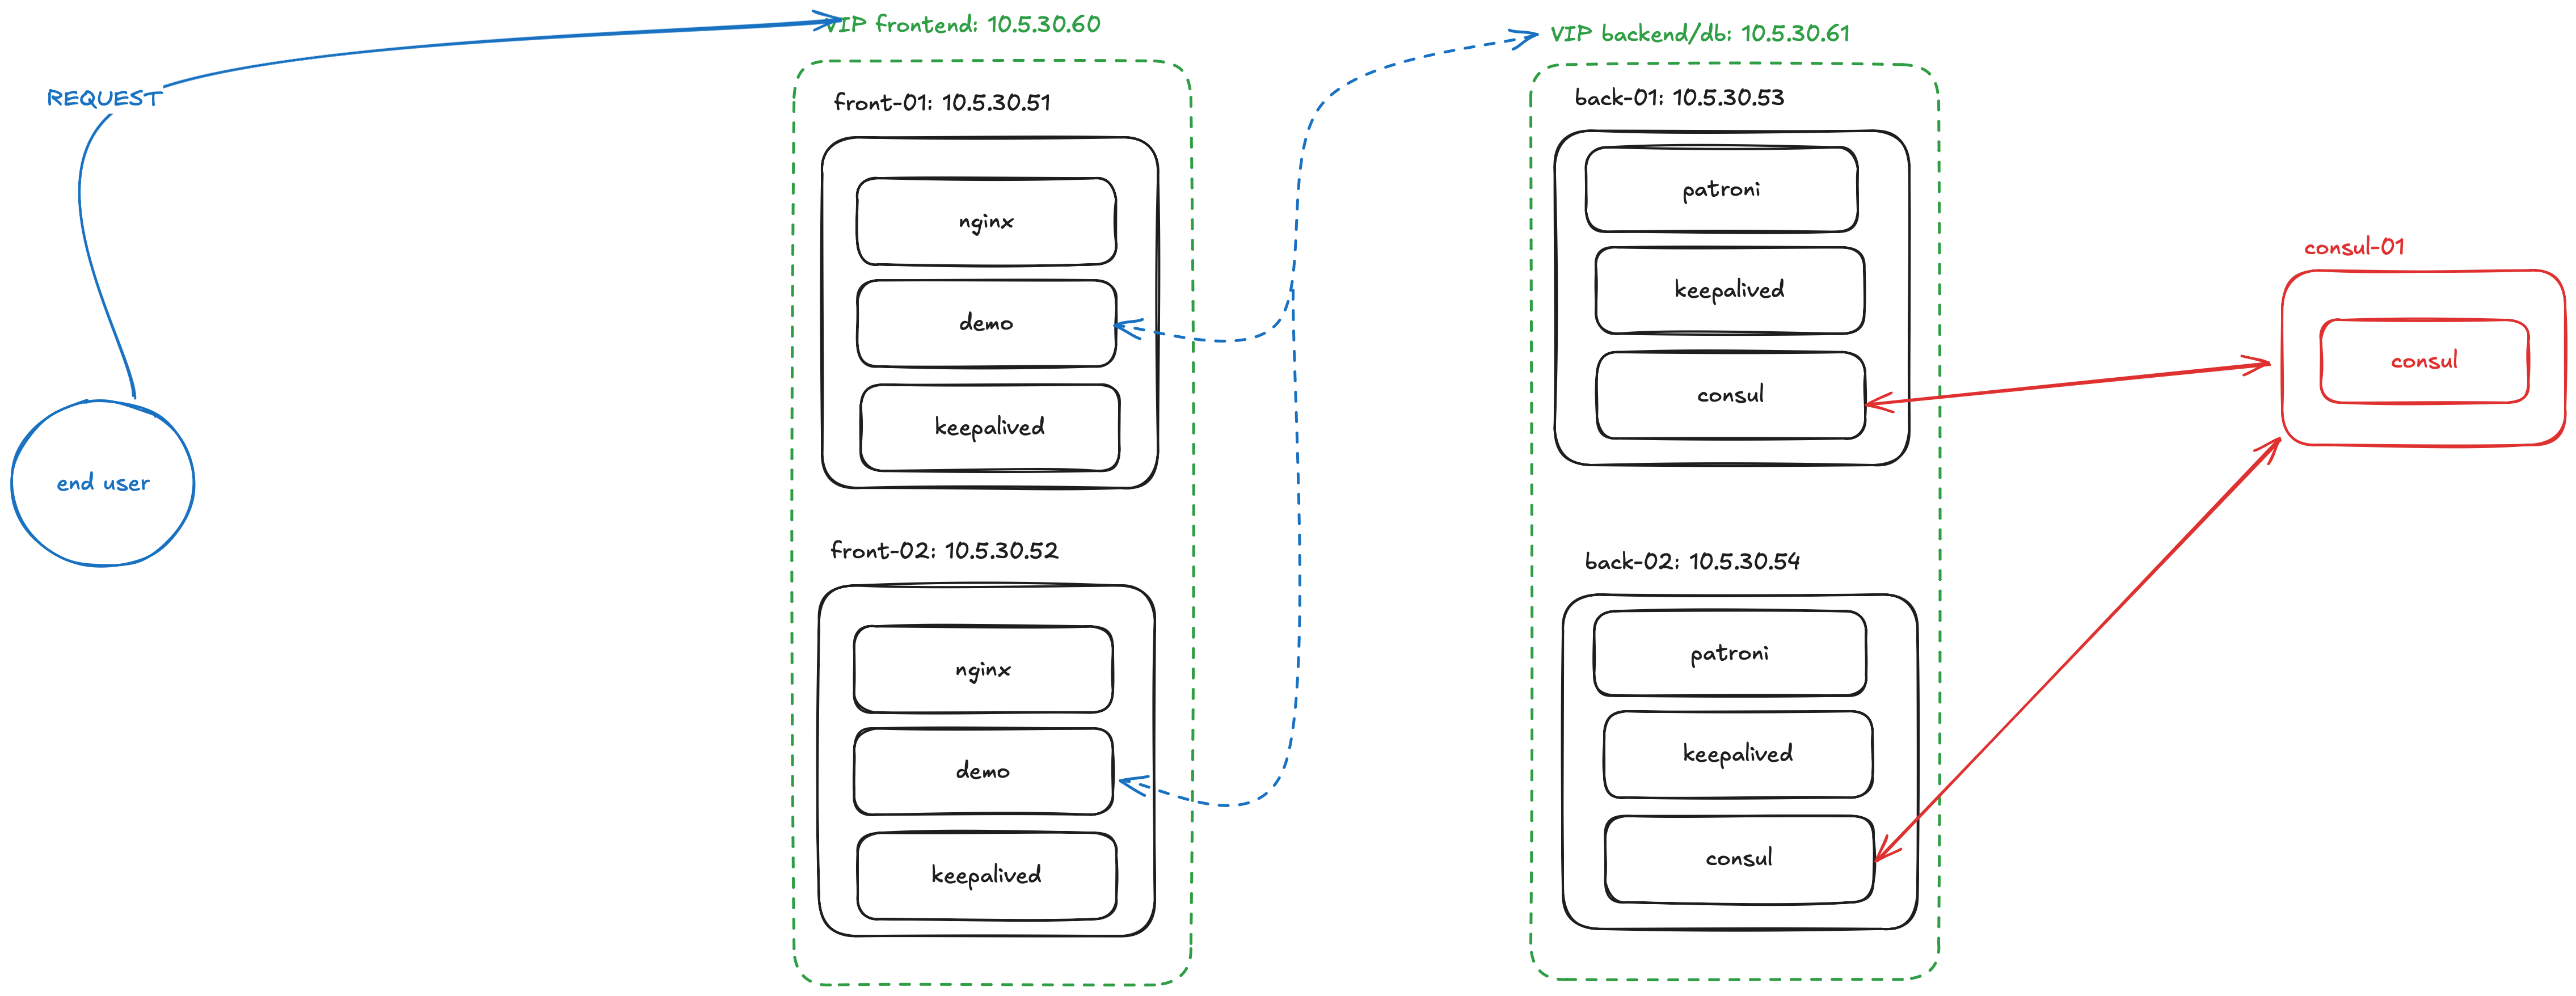 REQUEST
end user
VIP frontend: 10.5.30.60
front-01: 10.5.30.51
nginx
demo
keepalived
front-02: 10.5.30.52
nginx
demo
keepalived
VIP backend/db: 10.5.30.61
back-01: 10.5.30.53
patroni
keepalived
consul
back-02: 10.5.30.54
patroni
keepalived
consul
consul-01
consul